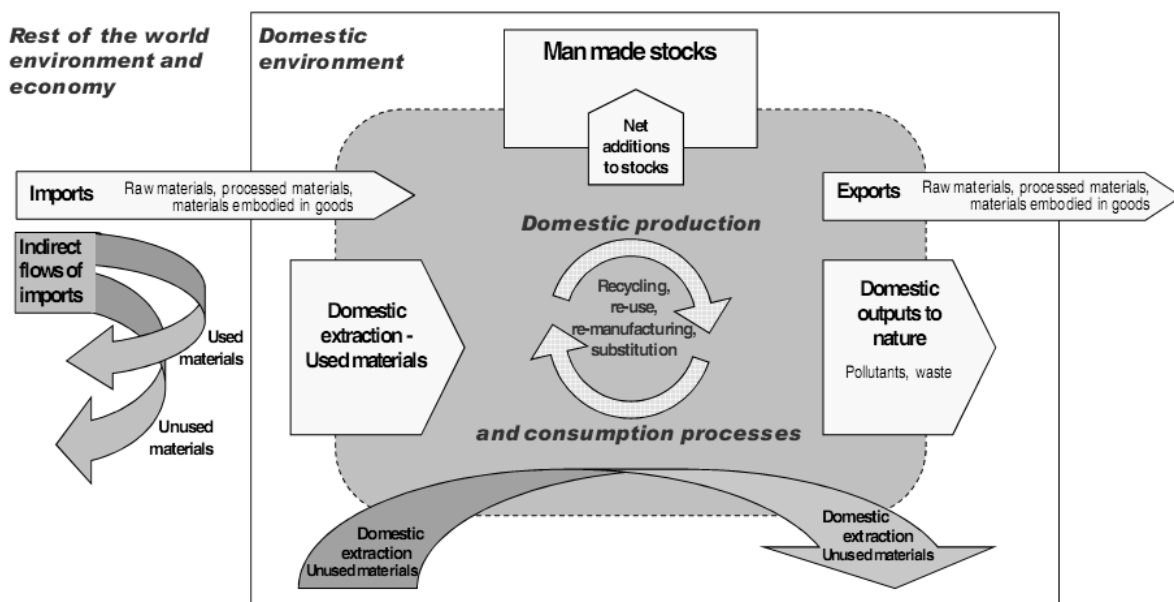 Rest of the world
environment and
economy
Domestic
environment
Man made stocks
Net
additions
to stocks
Imports
Raw materials, processed materials,
materials embodied in goods
Exports
Raw materials, processed materials,
materials embodied in goods
Indirect
flows of
imports
Used
materials
Unused
materials
Domestic production
Recycling,
re-use,
re-manufacturing,
substitution
and consumption processes
Domestic
extraction -
Used materials
Domestic
outputs to
nature
Pollutants, waste
Domestic
extraction
Unused materials
Domestic
extraction
Unused materials